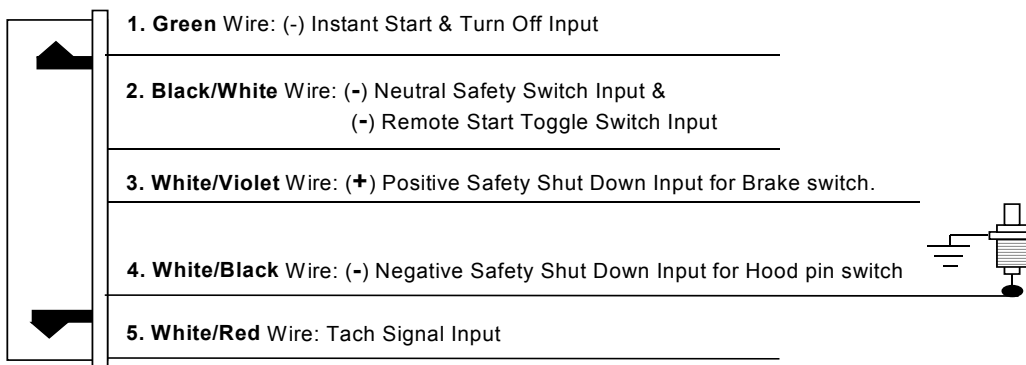 1. Green Wire: (-) Instant Start & Turn Off Input
2. Black/White Wire: (-) Neutral Safety Switch Input &
(-) Remote Start Toggle Switch Input
3. White/Violet Wire: (+) Positive Safety Shut Down Input for Brake switch.
4. White/Black Wire: (-) Negative Safety Shut Down Input for Hood pin switch
5. White/Red Wire: Tach Signal Input